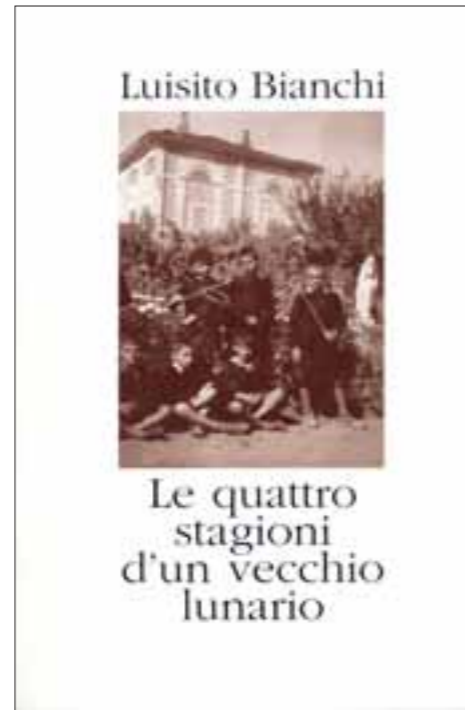 Luisito Bianchi
Le quattro
stagioni
d'un vecchio
lunario